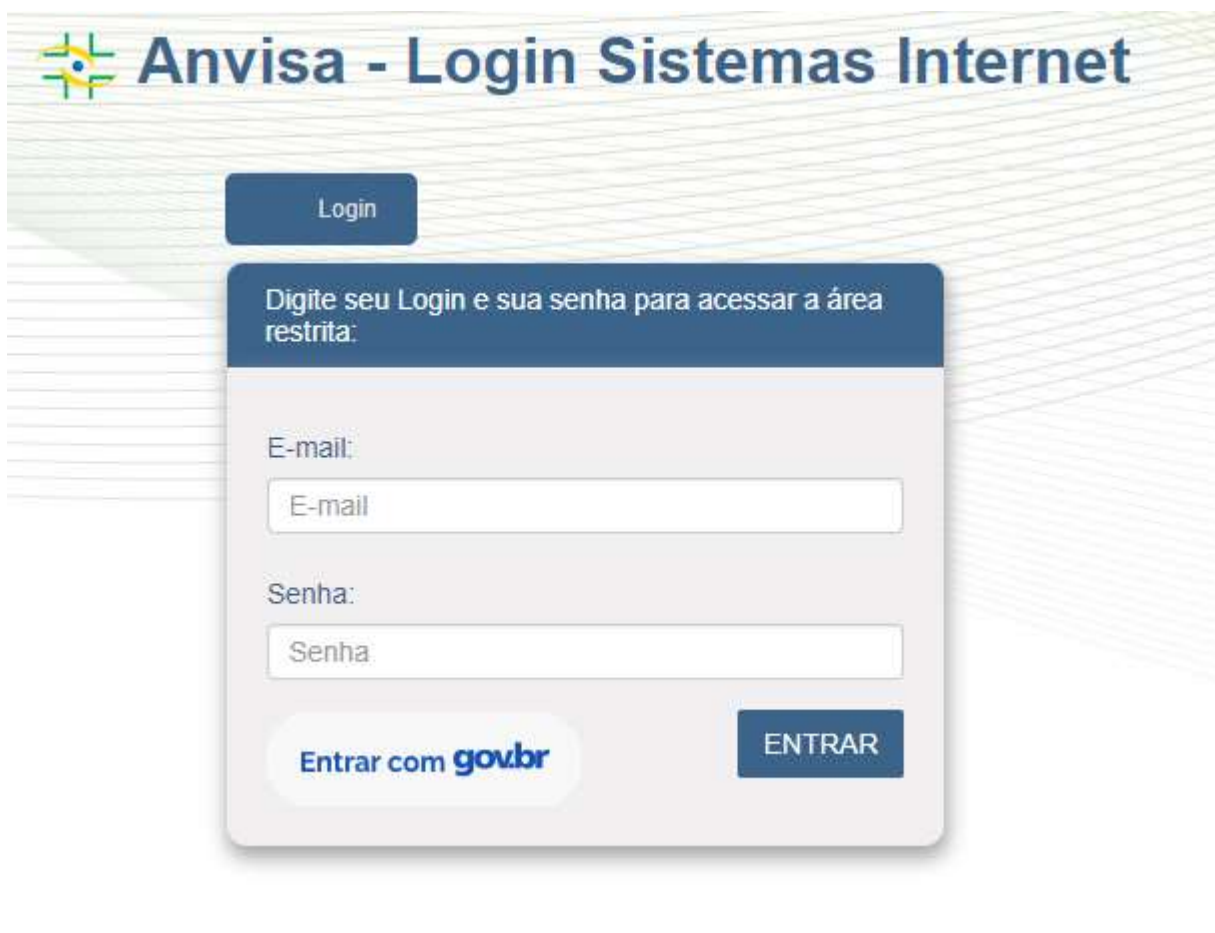 Anvisa - Login Sistemas Internet
Login
Digite seu Login e sua senha para acessar a área
restrita:
E-mail:
E-mail
Senha:
Senha
Entrar com gov.br
ENTRAR